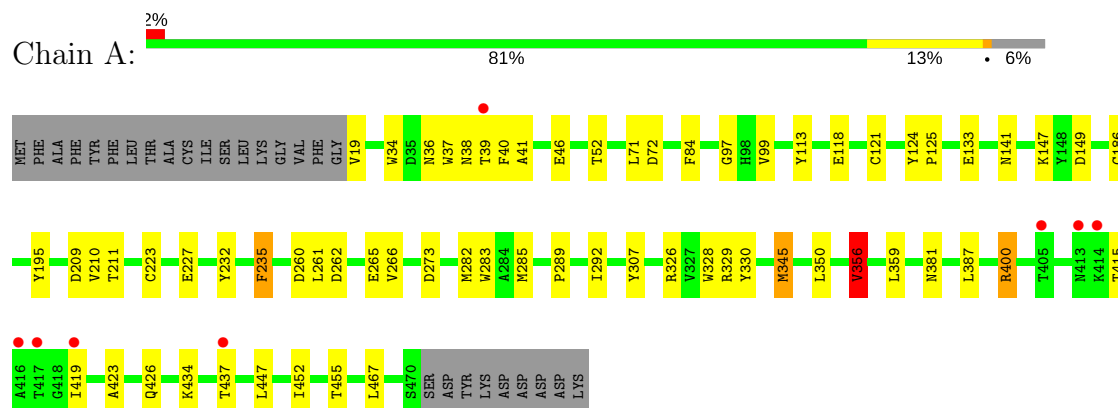 2%
Chain A:
81% 13% • 6%
MET PHE ALA PHE TYR PHE LEU THR ALA CYS ILE SER LEU LYS GLY VAL PHE GLY V19 W34 D35 N36 W37 N38 T39 F40 A41 E46 T52 L71 D72 F84 G97 H98 V99 Y113 E118 C121 Y124 P125 E133 N141 K147 Y148 D149
Y195 D209 V210 T211 C223 E227 Y232 F235 D260 L261 D262 E265 V266 D273 M282 W283 A284 M285 P289 I292 Y307 R326 V327 W328 R329 Y330 M345 L350 V356 L359 N381 L387 R400 T405 N413 K414 T415
A416 T417 G418 I419 A423 Q426 K434 T437 L447 I452 T455 L467 S470 SER ASP TYR LYS ASP ASP ASP ASP LYS